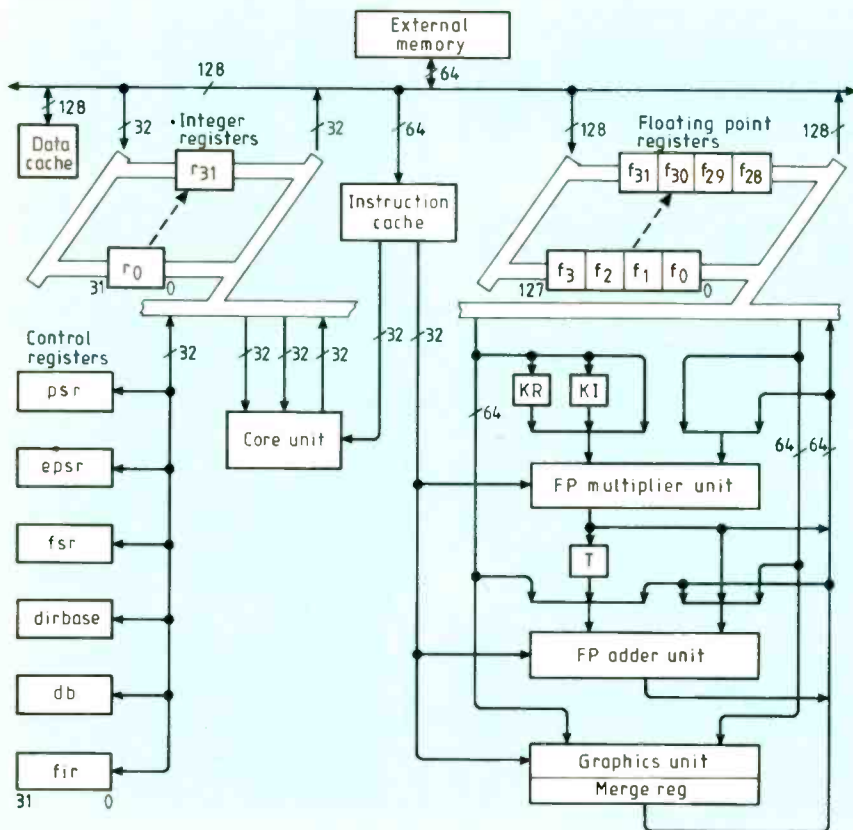 External
memory
128
64
128
32
Integer
registers
32
64
128
Floating point
registers
128
Data
cache
r31
f31 f30 f29 f28
Instruction
cache
r0
31
0
f3 f2 f1 f0
127
0
Control
registers
32
32
32
32
32
32
psr
KR
KI
64
Core unit
64
64
epsr
FP multiplier unit
fsr
T
dirbase
FP adder unit
db
fir
Graphics unit
Merge reg
31
0